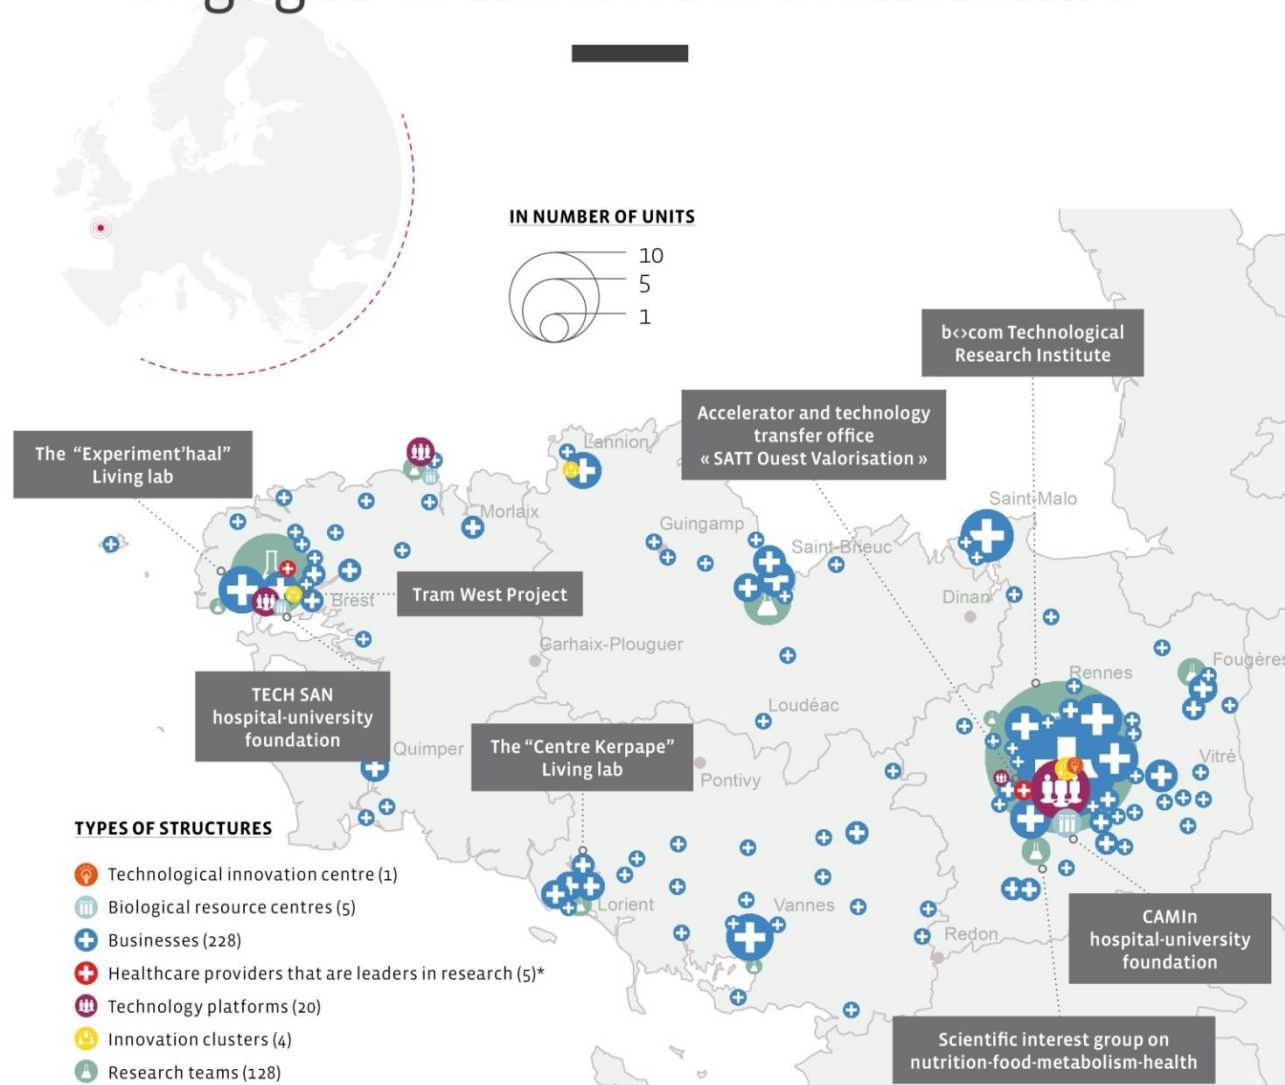 IN NUMBER OF UNITS
10
5
1
b<>com Technological
Research Institute
Accelerator and technology
transfer office
« SATT Ouest Valorisation »
The “Experiment’haal”
Living lab
Lannion
Morlaix
Guingamp
Saint-Brieuc
Saint-Malo
Dinan
Tram West Project
Brest
Carhaix-Plouguer
Rennes
Fougères
TECH SAN
hospital-university
foundation
Loudéac
Quimper
The “Centre Kerpape”
Living lab
Pontivy
Vitré
TYPES OF STRUCTURES
Technological innovation centre (1)
Biological resource centres (5)
Businesses (228)
Healthcare providers that are leaders in research (5)*
Technology platforms (20)
Innovation clusters (4)
Research teams (128)
Lorient
Vannes
Redon
CAMIn
hospital-university
foundation
Scientific interest group on
nutrition-food-metabolism-health